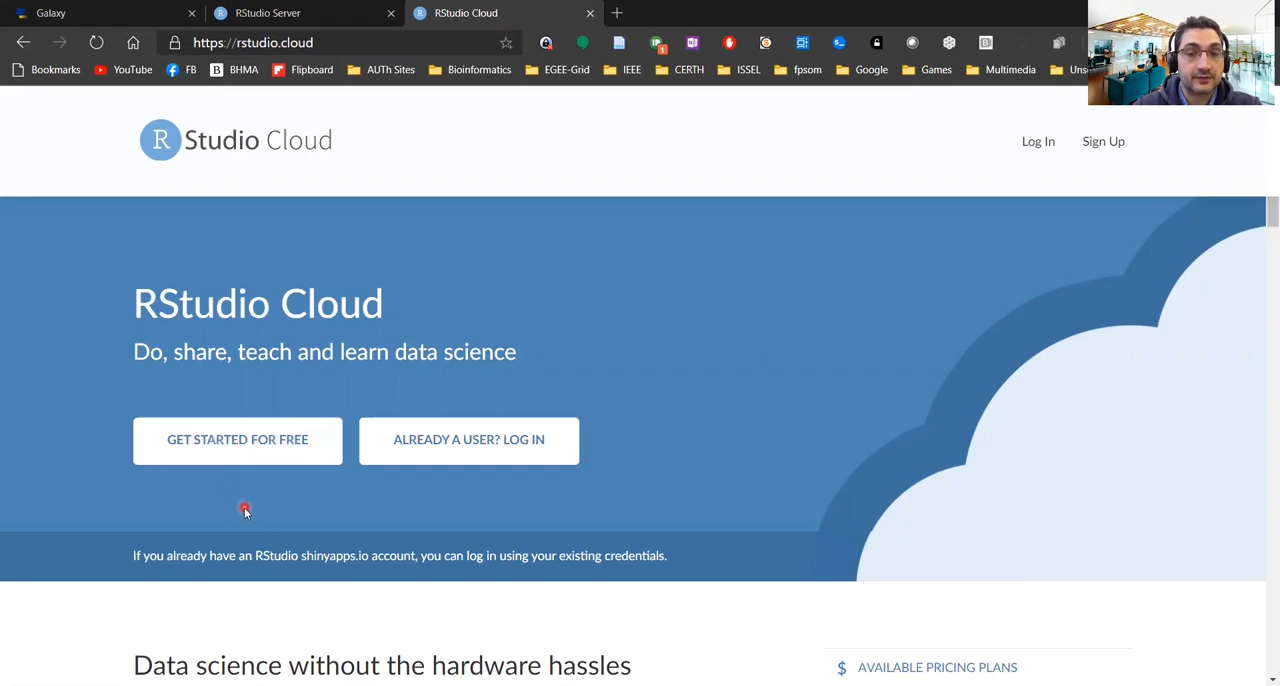 Galaxy
RStudio Server
RStudio Cloud
https://rstudio.cloud
1
Bookmarks
YouTube
FB
B
BHMA
Flipboard
AUTh Sites
Bioinformatics
EGEE-Grid
IEEE
CERTH
ISSEL
fpsom
Google
Games
Multimedia
R Studio Cloud
Log In
Sign Up
RStudio Cloud
Do, share, teach and learn data science
GET STARTED FOR FREE
ALREADY A USER? LOG IN
If you already have an RStudio shinyapps.io account, you can log in using your existing credentials.
Data science without the hardware hassles
$ AVAILABLE PRICING PLANS